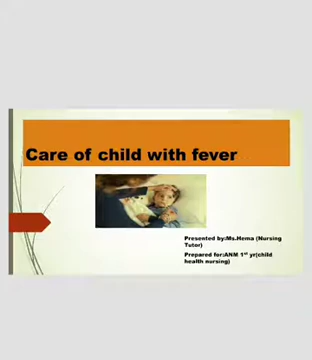 Care of child with fever
Presented by:Ms.Hema (Nursing
Tutor)
Prepared for:ANM 1st yr(child
health nursing)